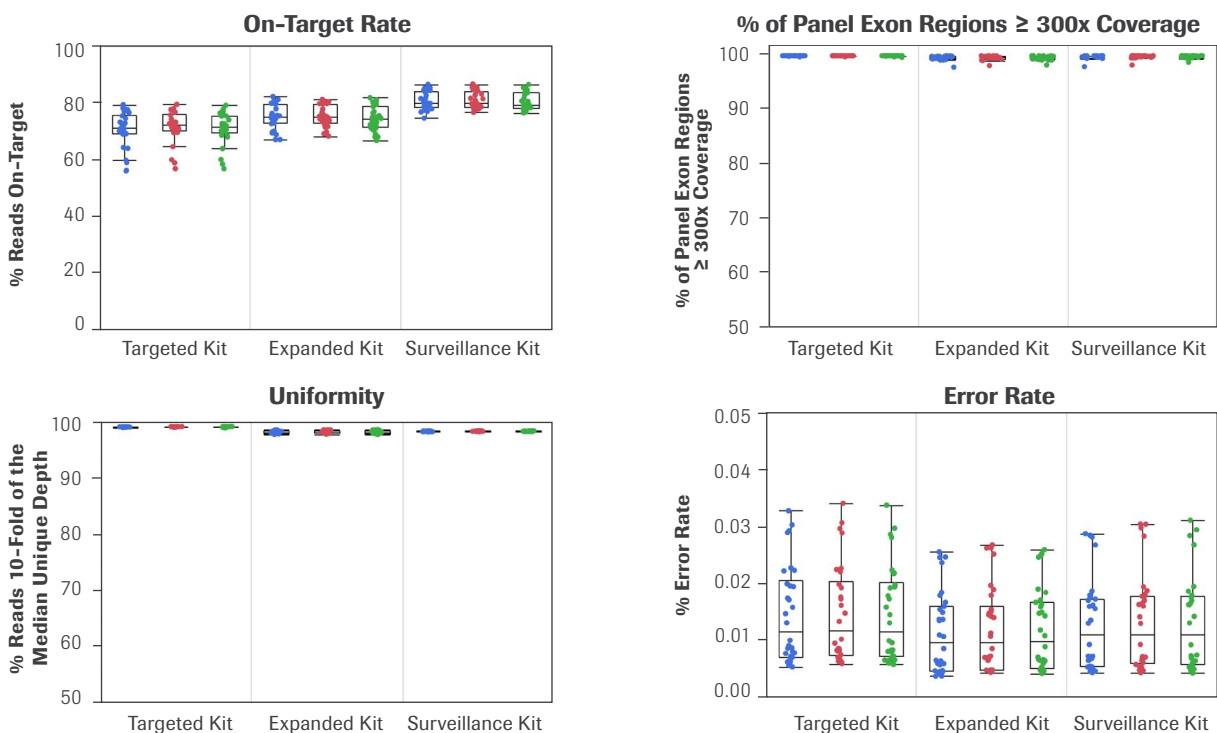 On-Target Rate
% Reads On-Target
100
80
60
40
20
0
Targeted Kit
Expanded Kit
Surveillance Kit
% of Panel Exon Regions ≥ 300x Coverage
% of Panel Exon Regions
≥ 300x Coverage
100
90
80
70
60
50
Targeted Kit
Expanded Kit
Surveillance Kit
Uniformity
% Reads 10-Fold of the
Median Unique Depth
100
90
80
70
60
50
Targeted Kit
Expanded Kit
Surveillance Kit
Error Rate
% Error Rate
0.05
0.04
0.03
0.02
0.01
0.00
Targeted Kit
Expanded Kit
Surveillance Kit